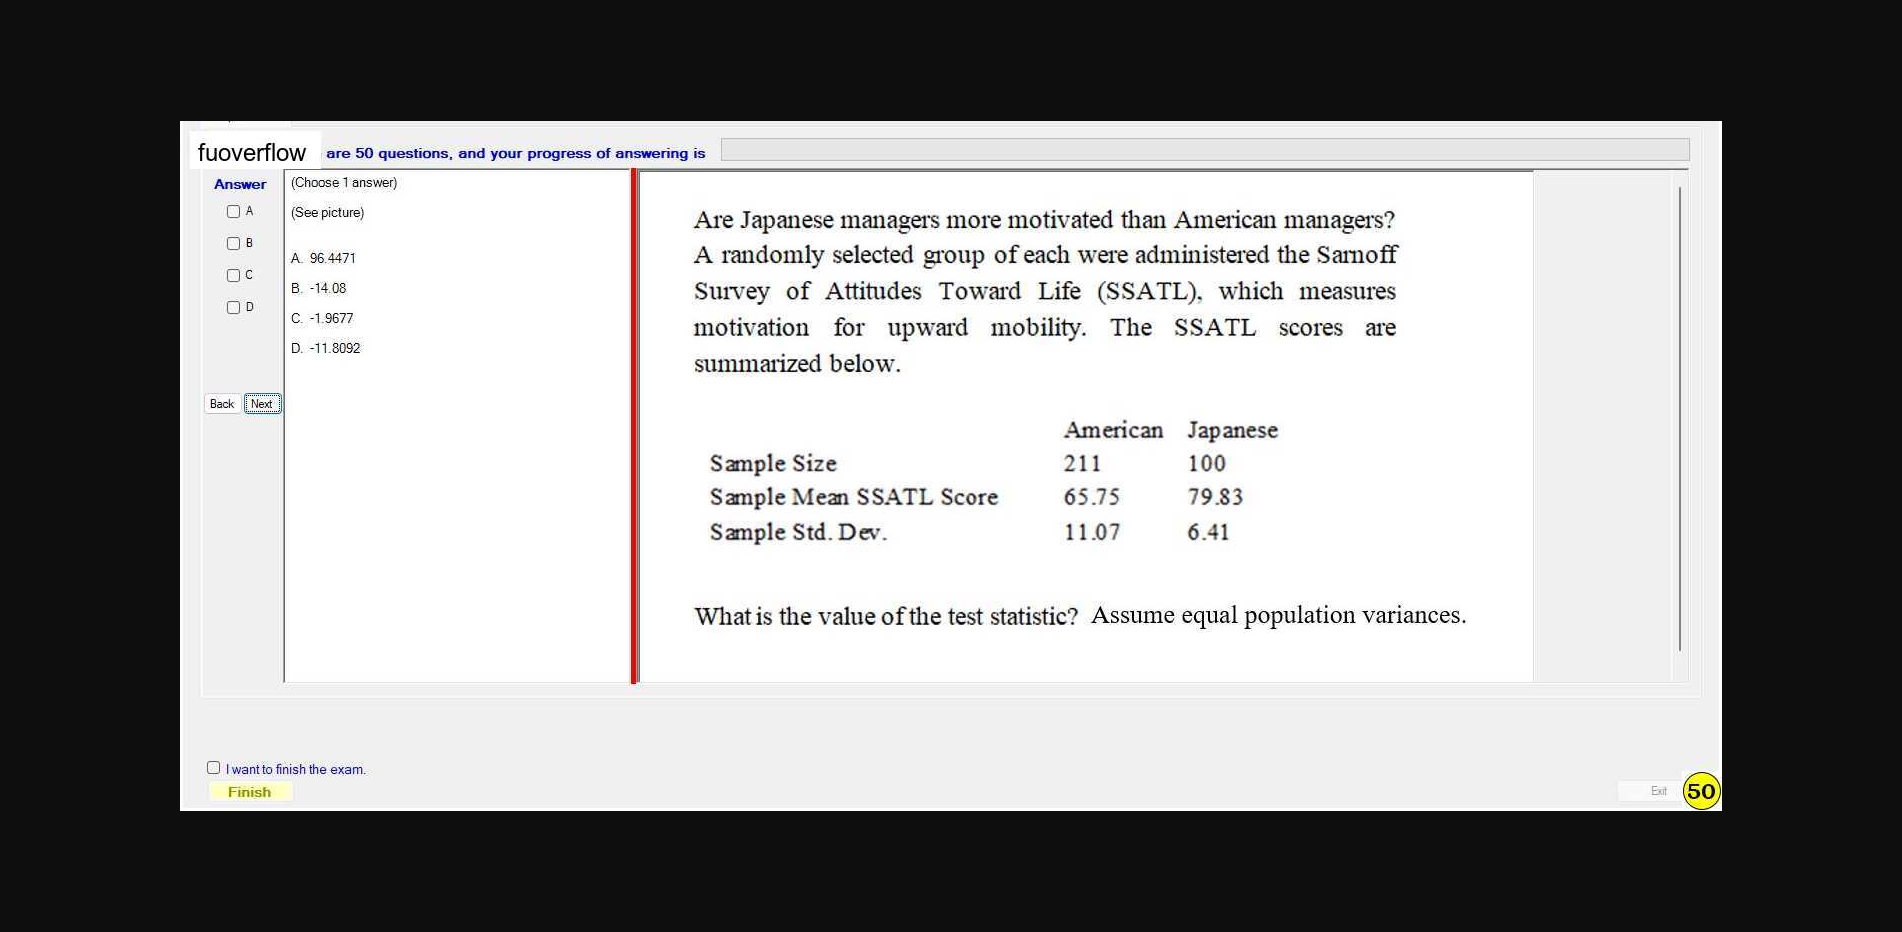 fuoverflow are 50 questions, and your progress of answering is
Answer
A
B
C
D
Back Next
(Choose 1 answer)
(See picture)
A. 96.4471
B. -14.08
C. -1.9677
D. -11.8092
Are Japanese managers more motivated than American managers?
A randomly selected group of each were administered the Sarnoff
Survey of Attitudes Toward Life (SSATL), which measures
motivation for upward mobility. The SSATL scores are
summarized below.
American Japanese
Sample Size 211 100
Sample Mean SSATL Score 65.75 79.83
Sample Std. Dev. 11.07 6.41
What is the value of the test statistic? Assume equal population variances.
I want to finish the exam.
Finish
Exit 50